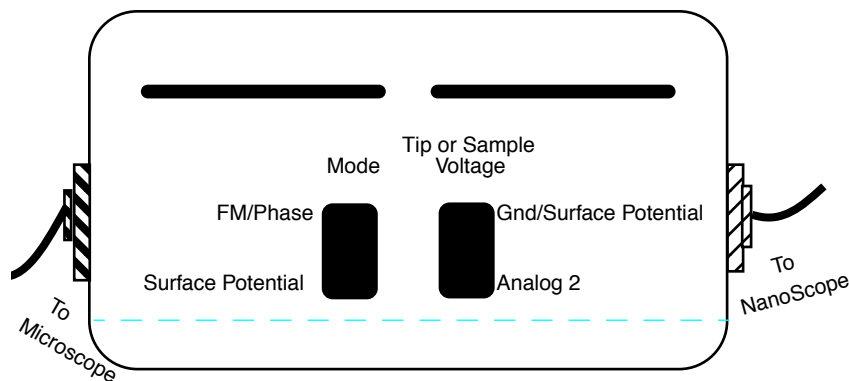 Tip or Sample
Mode
Voltage
FM/Phase
Gnd/Surface Potential
Surface Potential
Analog 2
To
Microscope
To
NanoScope